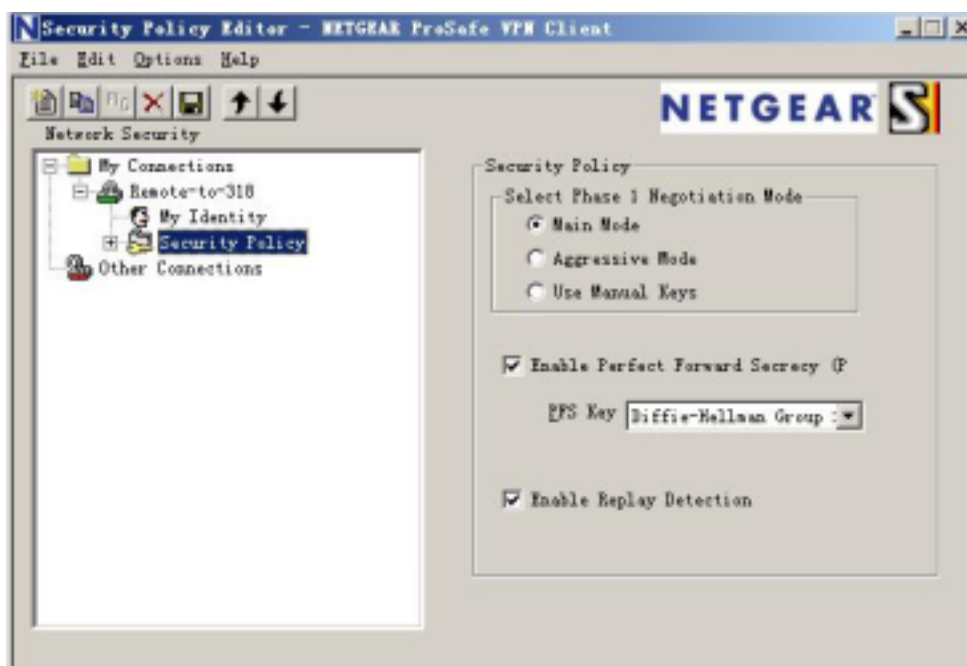 Security Policy Editor - NETGEAR ProSafe VPN Client
File Edit Options Help
NETGEAR S
Network Security
My Connections
Remote-to-318
My Identity
Security Policy
Other Connections
Security Policy
Select Phase 1 Negotiation Mode
Main Mode
Aggressive Mode
Use Manual Keys
Enable Perfect Forward Secrecy (P
PFS Key
Diffie-Hellman Group
Enable Replay Detection